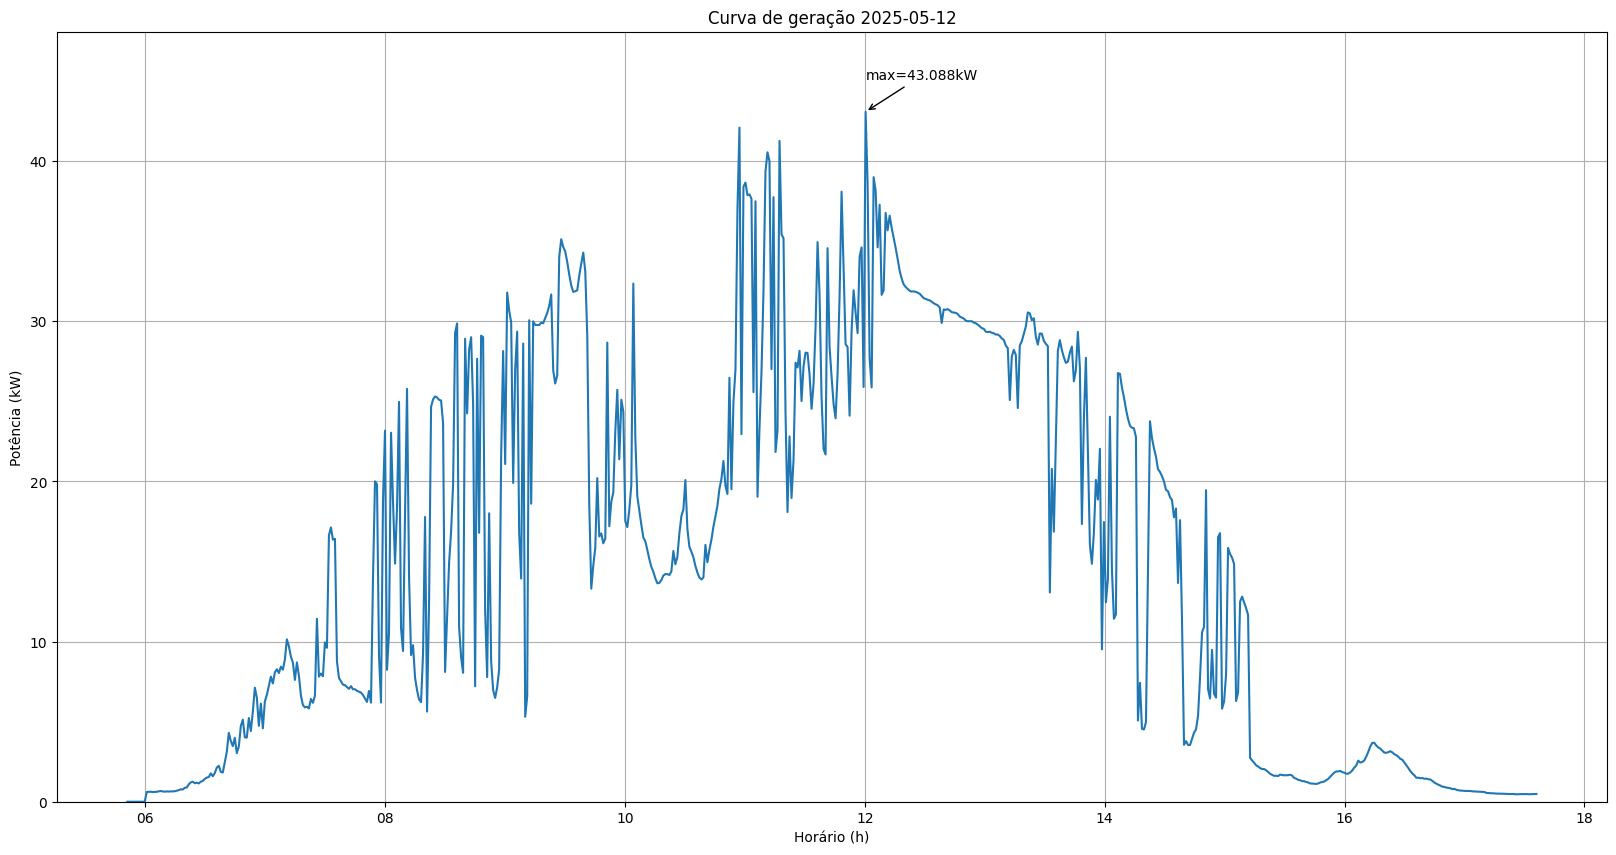 Curva de geração 2025-05-12
max=43.088kW
Potência (kW)
40
30
20
10
0
06 08 10 12 14 16 18
Horário (h)